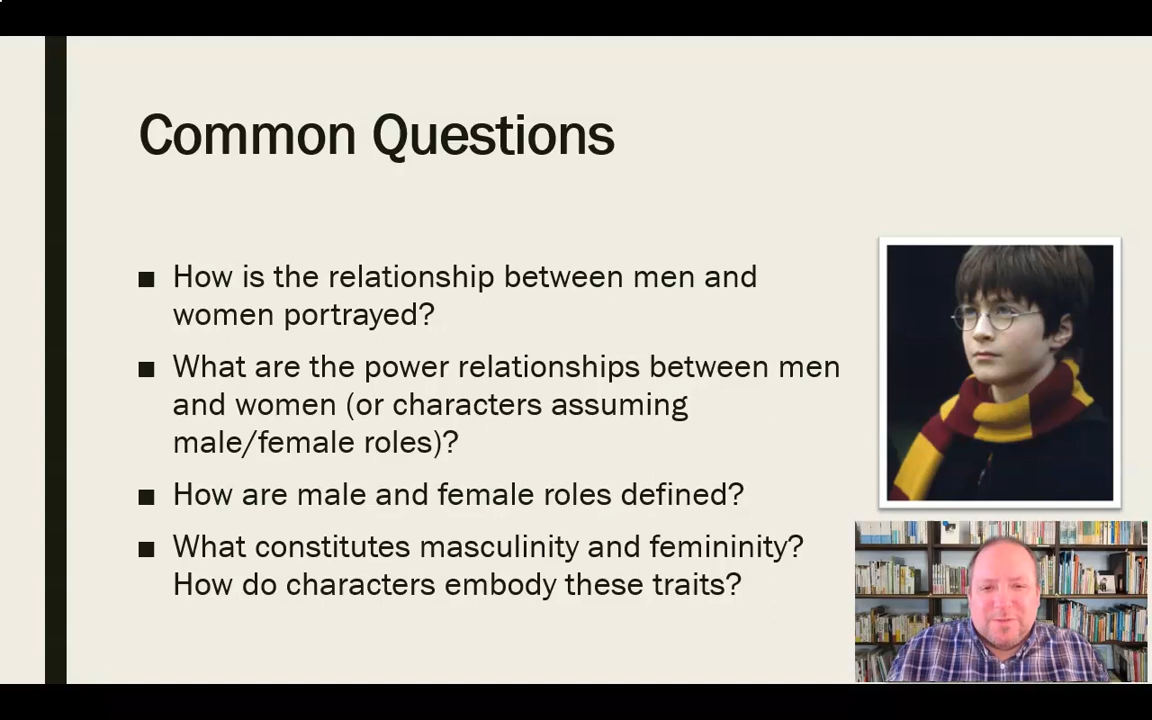 Common Questions
■ How is the relationship between men and
women portrayed?
■ What are the power relationships between men
and women (or characters assuming
male/female roles)?
■ How are male and female roles defined?
■ What constitutes masculinity and femininity?
How do characters embody these traits?